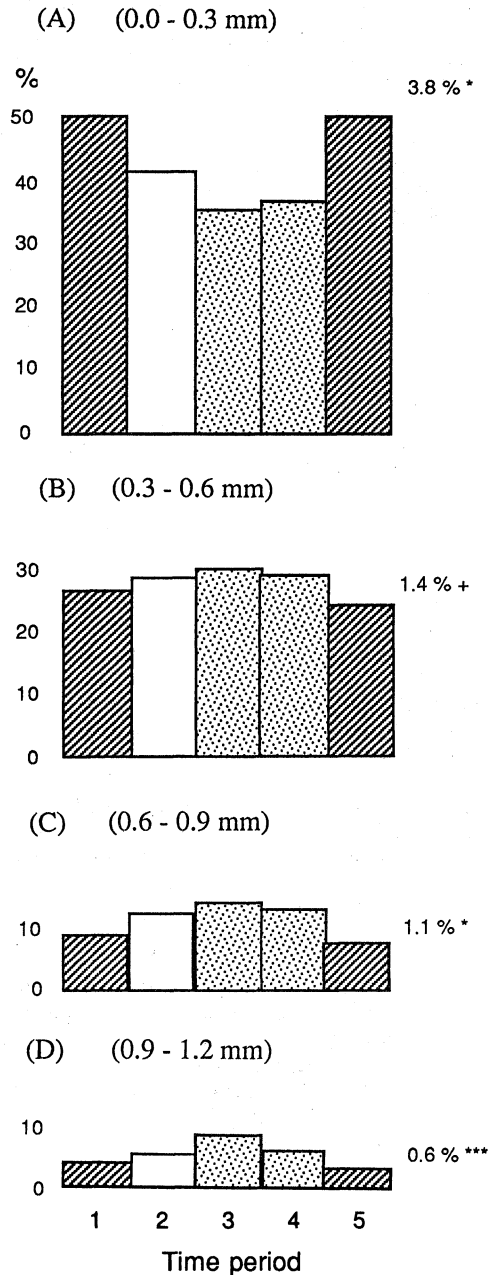 (A) (0.0 - 0.3 mm)
%
3.8 % *
50
40
30
20
10
0
(B) (0.3 - 0.6 mm)
30
1.4 % +
20
10
0
(C) (0.6 - 0.9 mm)
10
1.1 % *
0
(D) (0.9 - 1.2 mm)
10
0.6 % ***
0
1 2 3 4 5
Time period